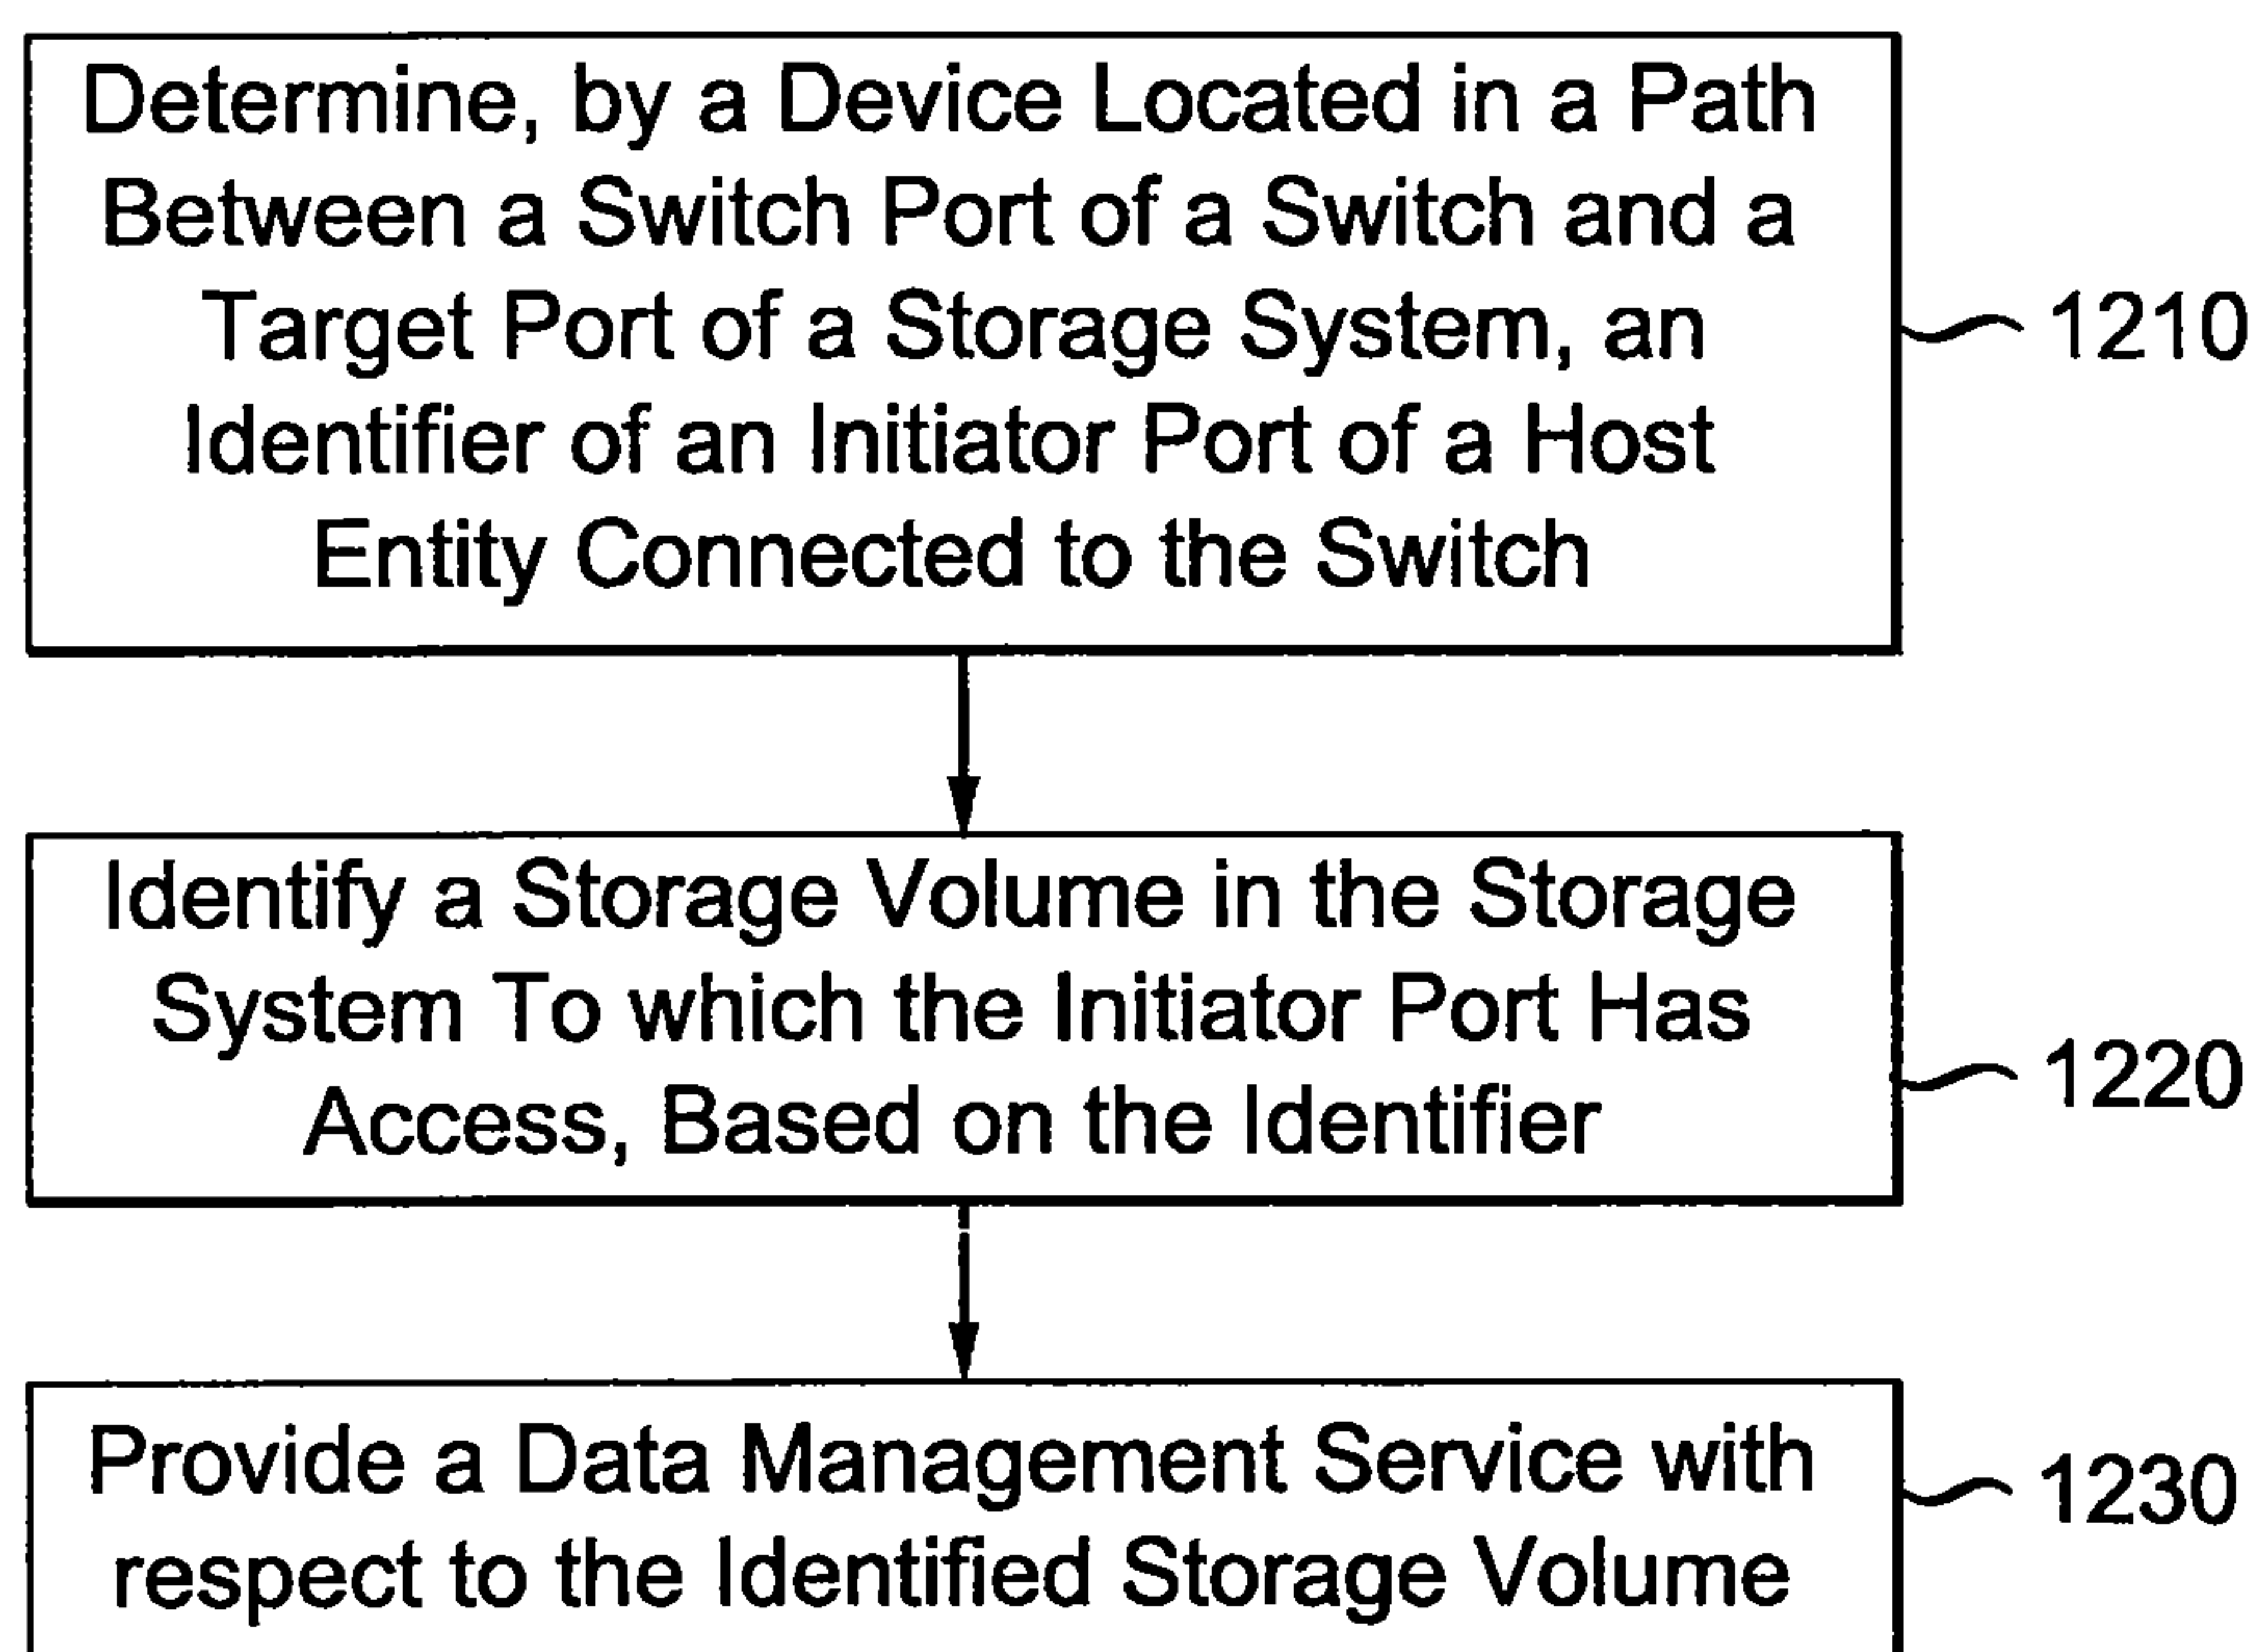 Determine, by a Device Located in a Path
Between a Switch Port of a Switch and a
Target Port of a Storage System, an
Identifier of an Initiator Port of a Host
Entity Connected to the Switch
1210
Identify a Storage Volume in the Storage
System To which the Initiator Port Has
Access, Based on the Identifier
1220
Provide a Data Management Service with
respect to the Identified Storage Volume
1230